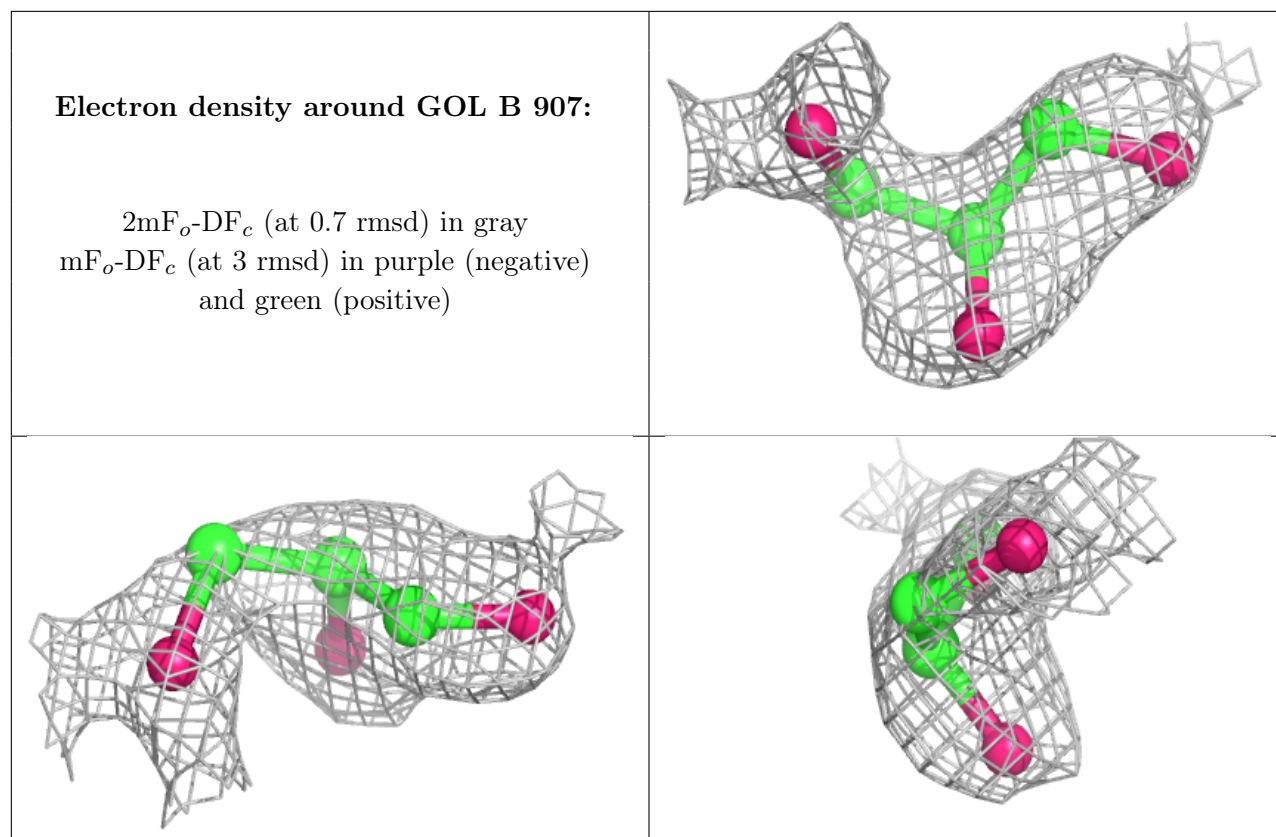 Electron density around GOL B 907:
2mFₒ-DF𝒸 (at 0.7 rmsd) in gray
mFₒ-DF𝒸 (at 3 rmsd) in purple (negative)
and green (positive)